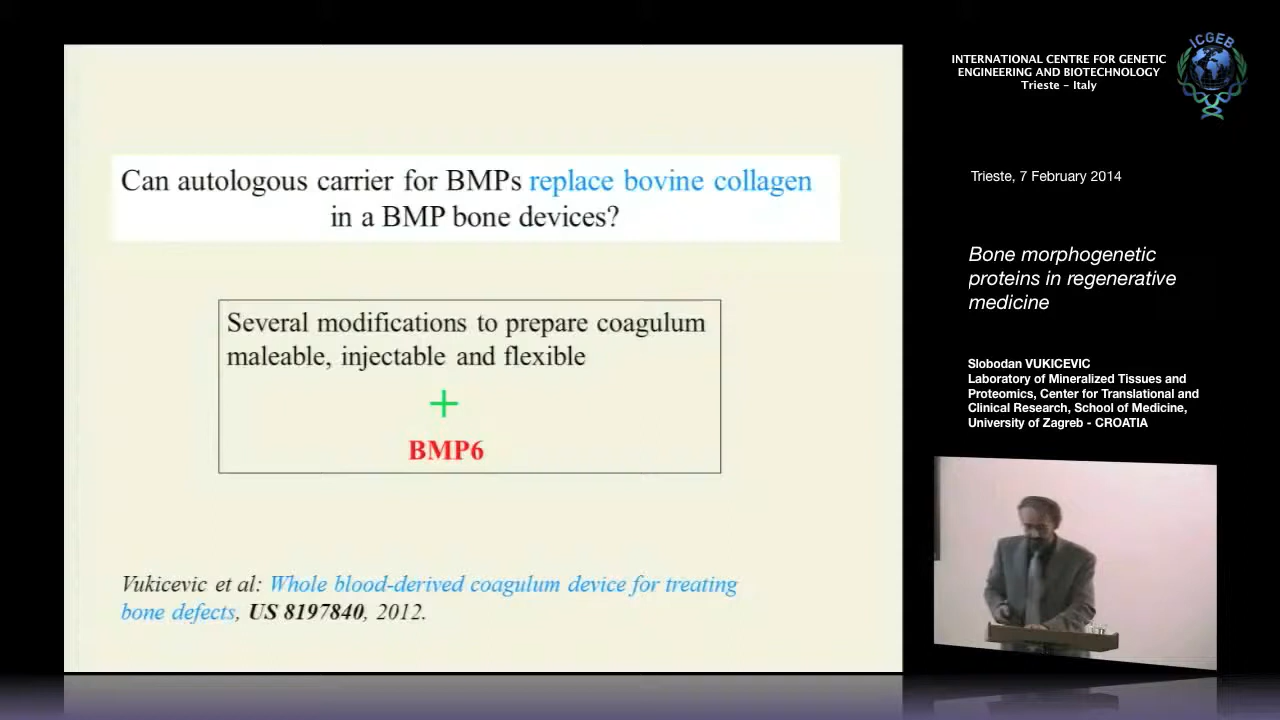 Can autologous carrier for BMPs replace bovine collagen
in a BMP bone devices?
Several modifications to prepare coagulum
maleable, injectable and flexible
+
BMP6
Vukicevic et al: Whole blood-derived coagulum device for treating
bone defects, US 8197840, 2012.
INTERNATIONAL CENTRE FOR GENETIC
ENGINEERING AND BIOTECHNOLOGY
Trieste - Italy
ICGEB
Trieste, 7 February 2014
Bone morphogenetic
proteins in regenerative
medicine
Slobodan VUKICEVIC
Laboratory of Mineralized Tissues and
Proteomics, Center for Translational and
Clinical Research, School of Medicine,
University of Zagreb - CROATIA